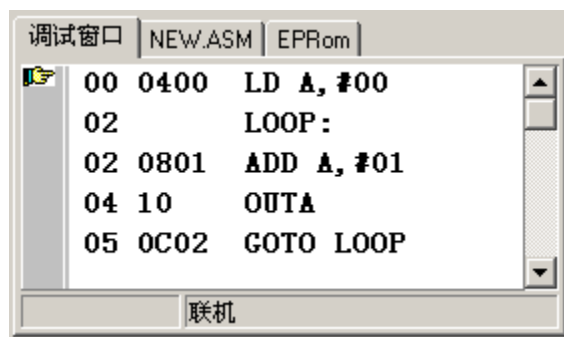 调试窗口 NEW.ASM EPRom
00 0400 LD A,#00
02 LOOP:
02 0801 ADD A,#01
04 10 OUTA
05 0C02 GOTO LOOP
联机